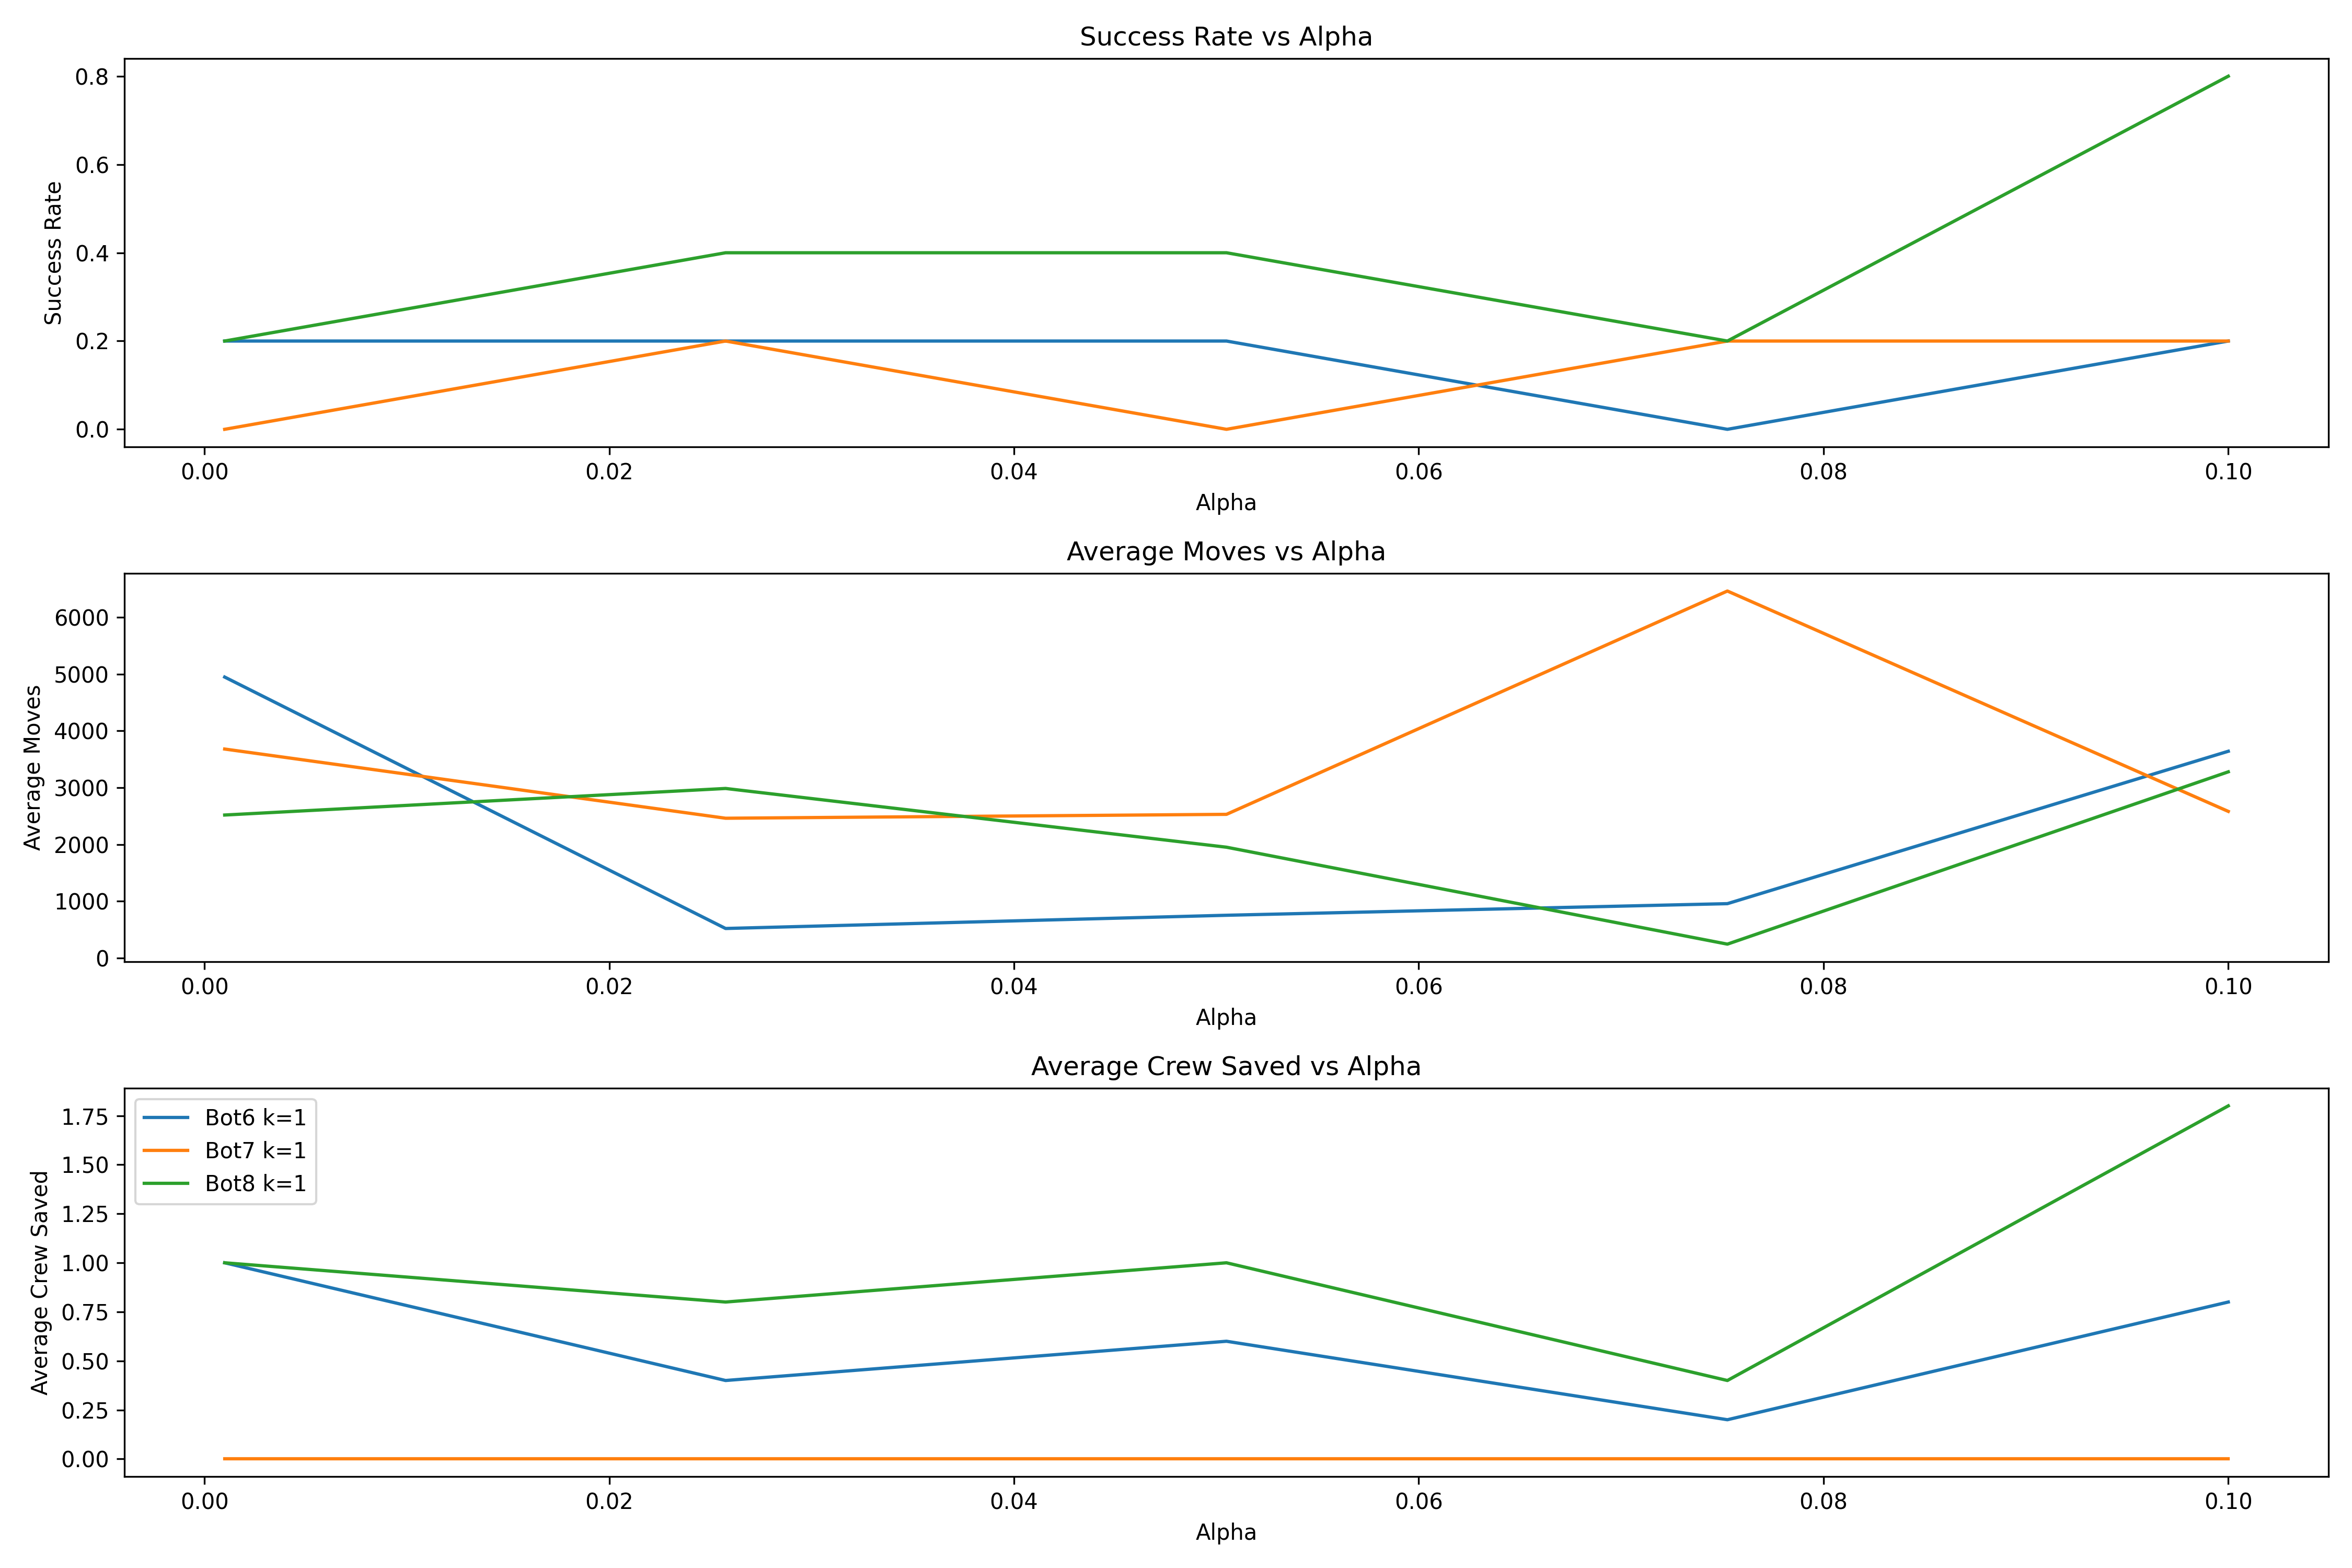 Success Rate vs Alpha
Success Rate
0.8
0.6
0.4
0.2
0.0
0.00 0.02 0.04 0.06 0.08 0.10
Alpha
Average Moves vs Alpha
Average Moves
6000
5000
4000
3000
2000
1000
0
0.00 0.02 0.04 0.06 0.08 0.10
Alpha
Average Crew Saved vs Alpha
Average Crew Saved
1.75
1.50
1.25
1.00
0.75
0.50
0.25
0.00
Bot6 k=1
Bot7 k=1
Bot8 k=1
0.00 0.02 0.04 0.06 0.08 0.10
Alpha